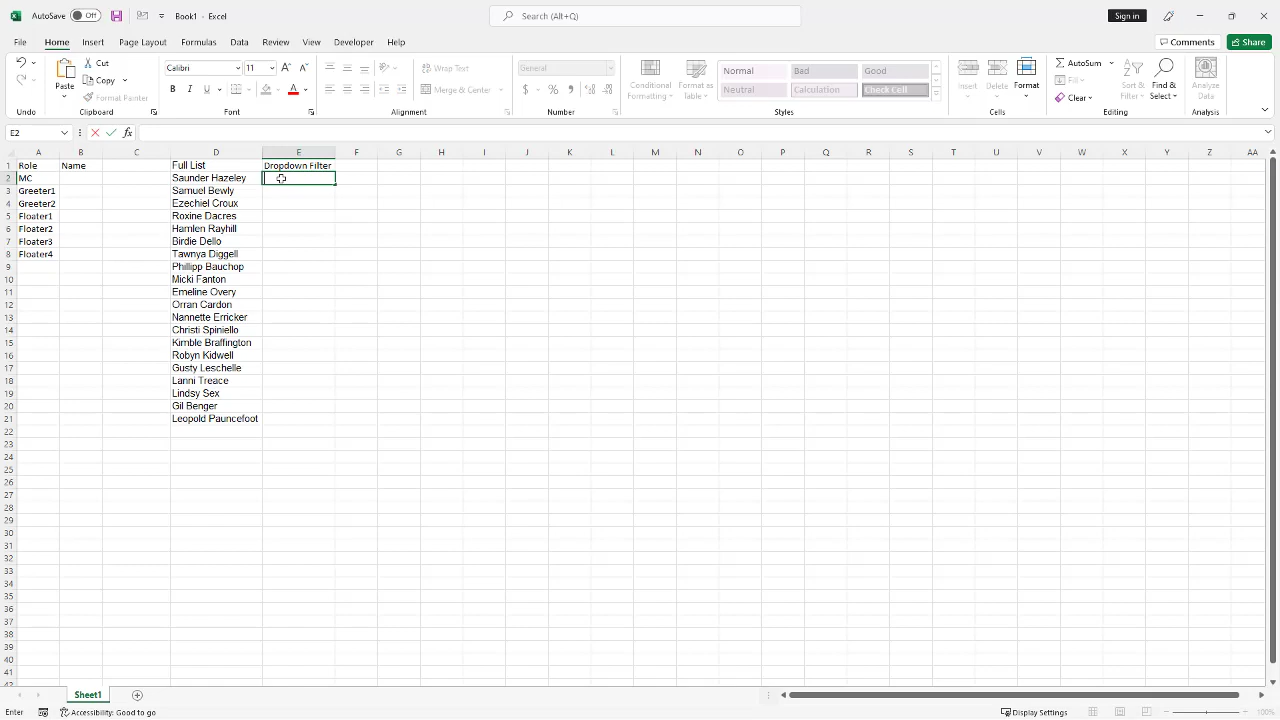 AutoSave Off Book1 - Excel Search (Alt+Q) Sign in
File Home Insert Page Layout Formulas Data Review View Developer Help Comments Share
Cut
Copy
Format Painter
Paste
Calibri 11
Wrap Text
Merge & Center
General
Conditional Formatting
Format as Table
Normal Bad Good
Neutral Calculation Check Cell
Insert Delete Format
AutoSum
Fill
Clear
Sort & Filter
Find & Select
Analyze Data
Undo Clipboard Font Alignment Number Styles Cells Editing Analysis
E2 fx
A B C D E F G H I J K L M N O P Q R S T U V W X Y Z AA
1 Role Name Full List Dropdown Filter
2 MC Saunder Hazeley
3 Greeter1 Samuel Bewly
4 Greeter2 Ezechiel Croux
5 Floater1 Roxine Dacres
6 Floater2 Hamlen Rayhill
7 Floater3 Birdie Dello
8 Floater4 Tawnya Diggell
9 Phillipp Bauchop
10 Micki Fanton
11 Emeline Overy
12 Orran Cardon
13 Nannette Erricker
14 Christi Spiniello
15 Kimble Braffington
16 Robyn Kidwell
17 Gusty Leschelle
18 Lanni Treace
19 Lindsy Sex
20 Gil Benger
21 Leopold Pauncefoot
22
23
24
25
26
27
28
29
30
31
32
33
34
35
36
37
38
39
40
41
42
Sheet1
Enter Accessibility: Good to go Display Settings 100%